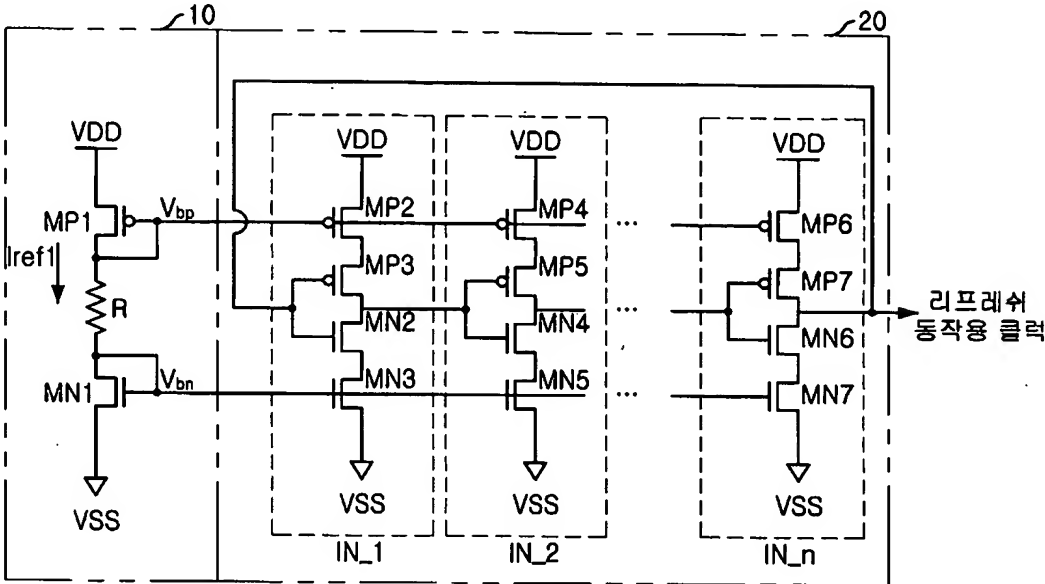 10
20
VDD
VDD
VDD
VDD
MP1
Vbp
MP2
MP4
...
MP6
Iref1
MP3
MP5
MP7
R
MN2
MN4
...
MN6
리프레쉬
동작용 클럭
MN1
Vbn
MN3
MN5
...
MN7
VSS
VSS
VSS
VSS
IN_1
IN_2
IN_n